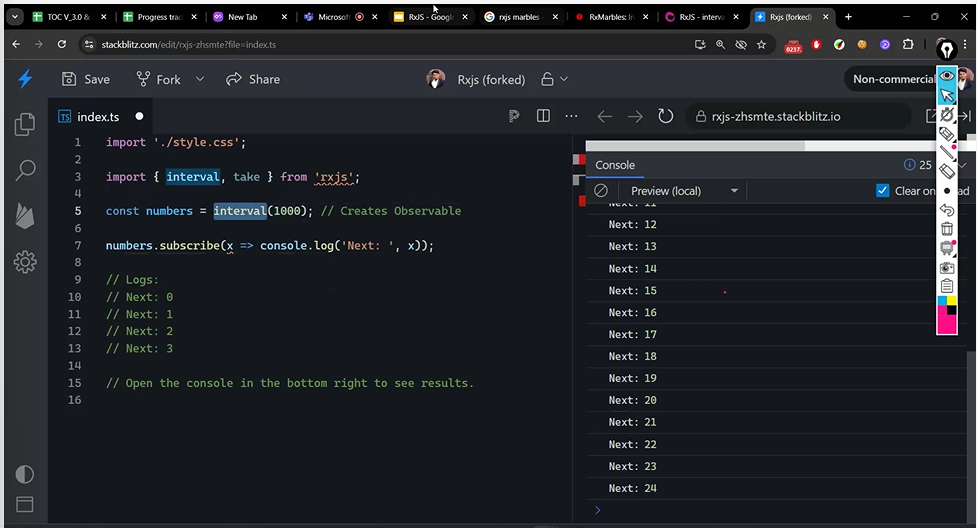 TOC V_3.0 &
Progress trac
New Tab
Microsof
RxJS - Google
rxjs marbles -
RxMarbles: In
RxJS - interva
Rxjs (forked)
stackblitz.com/edit/rxjs-zhsmte?file=index.ts
0237
Save
Fork
Share
Rxjs (forked)
Non-commercial
TS index.ts
rxjs-zhsmte.stackblitz.io
1 import './style.css';
2
3 import { interval, take } from 'rxjs';
4
5 const numbers = interval(1000); // Creates Observable
6
7 numbers.subscribe(x => console.log('Next: ', x));
8
9 // Logs:
10 // Next: 0
11 // Next: 1
12 // Next: 2
13 // Next: 3
14
15 // Open the console in the bottom right to see results.
16
Console
25
Preview (local)
Clear on
ad
Next: 11
Next: 12
Next: 13
Next: 14
Next: 15
Next: 16
Next: 17
Next: 18
Next: 19
Next: 20
Next: 21
Next: 22
Next: 23
Next: 24